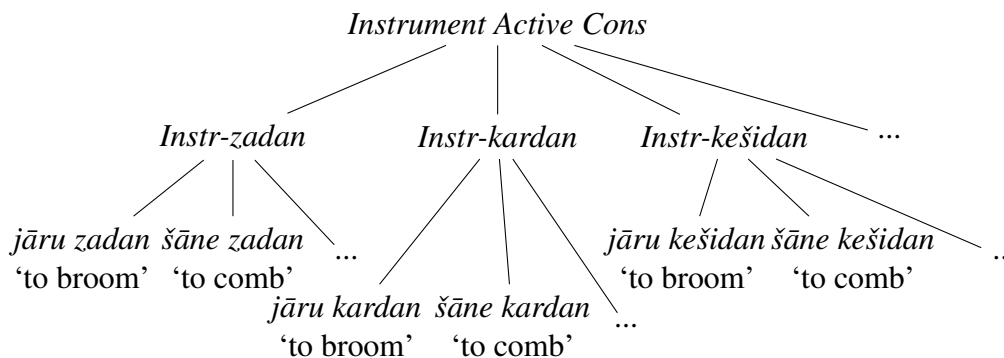 Instrument Active Cons
Instr-zadan Instr-kardan Instr-kešidan ...
jāru zadan šāne zadan ... jāru kešidan šāne kešidan ..
‘to broom’ ‘to comb’ ‘to broom’ ‘to comb’
jāru kardan šāne kardan ...
‘to broom’ ‘to comb’